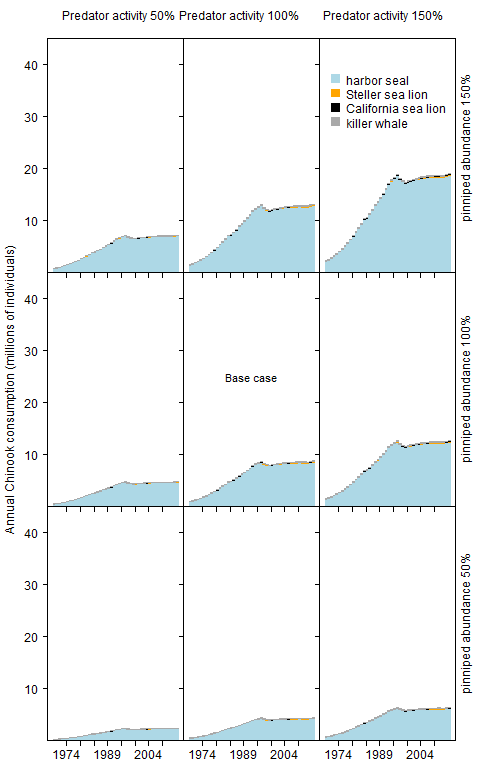 Predator activity 50% Predator activity 100% Predator activity 150%
40
30
20
10
harbor seal
Steller sea lion
California sea lion
killer whale
pinniped abundance 150%
Annual Chinook consumption (millions of individuals)
40
30
20
10
Base case
pinniped abundance 100%
40
30
20
10
pinniped abundance 50%
1974 1989 2004 1974 1989 2004 1974 1989 2004